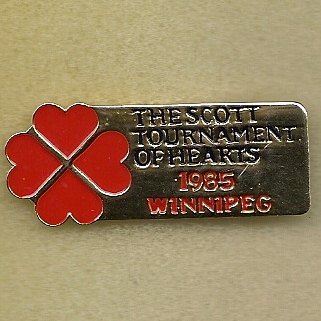 THE SCOTT
TOURNAMENT
OF HEARTS
1985
WINNIPEG